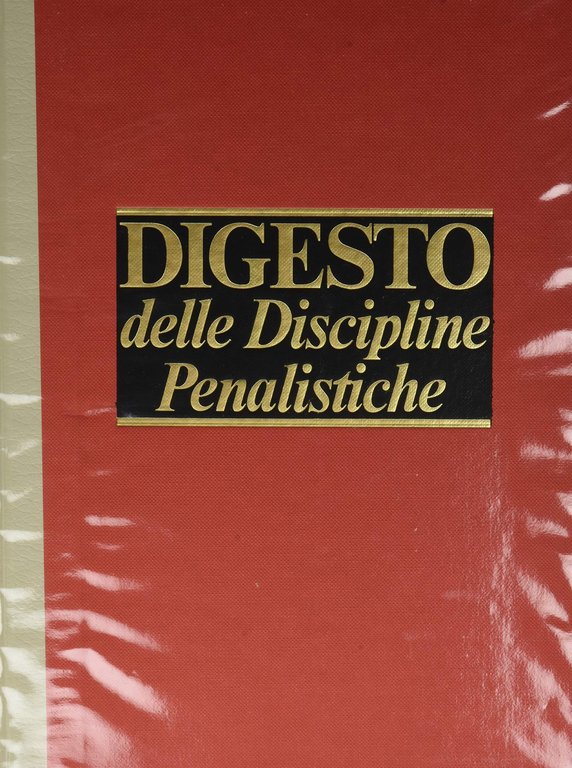 DIGESTO
delle Discipline
Penalistiche